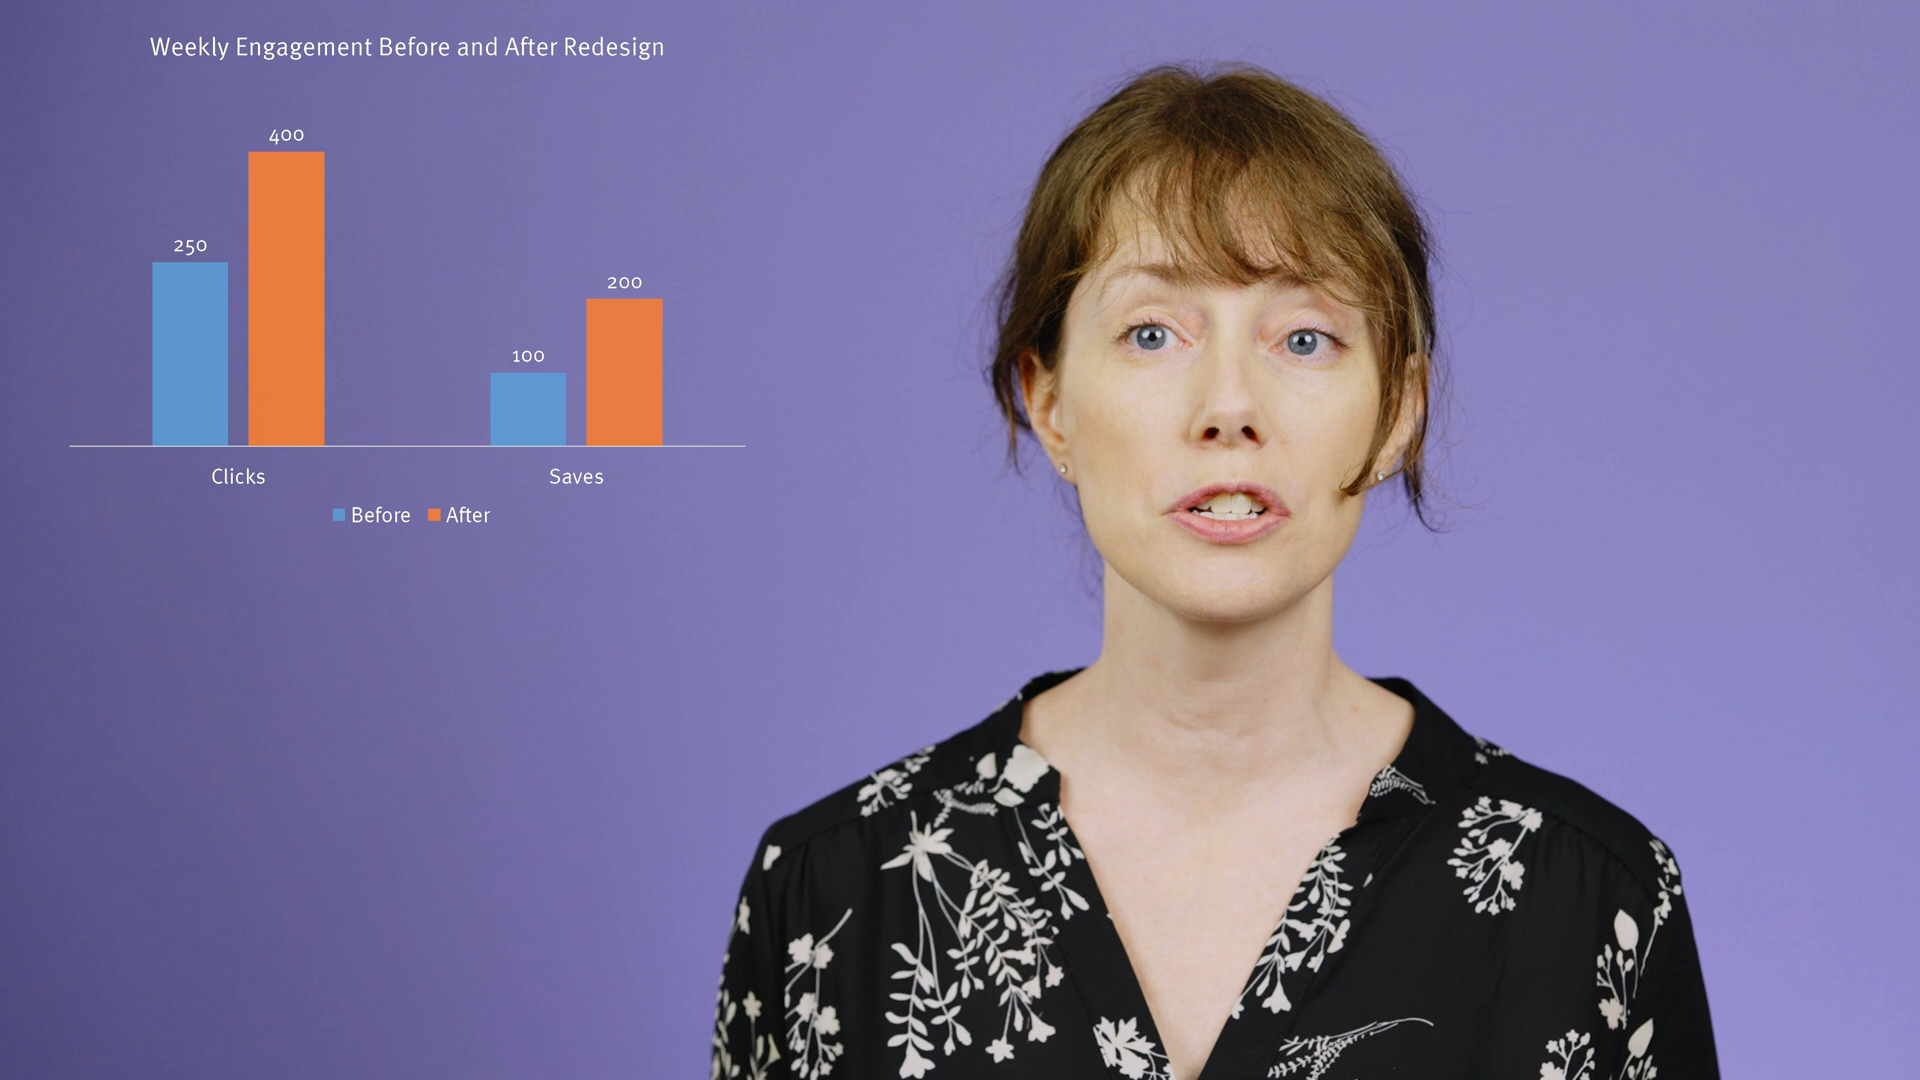 Weekly Engagement Before and After Redesign
400
250
200
100
Clicks Saves
Before After